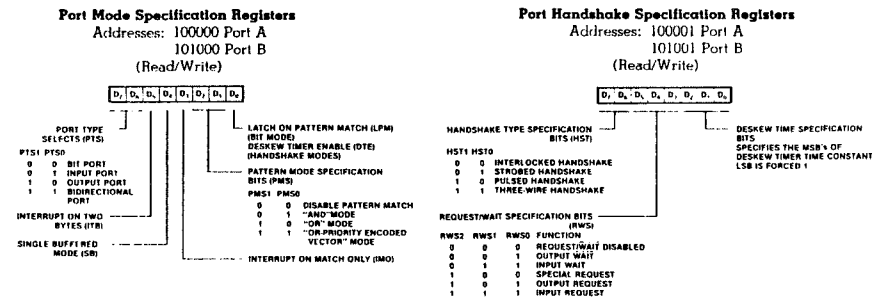 Port Mode Specification Registers
Addresses: 100000 Port A
101000 Port B
(Read/Write)
D7 D6 D5 D4 D3 D2 D1 D0
PORT TYPE
SELECTS (PTS)
PTS1 PTS0
0 0 BIT PORT
0 1 INPUT PORT
1 0 OUTPUT PORT
1 1 BIDIRECTIONAL
PORT
INTERRUPT ON TWO
BYTES (ITB)
SINGLE BUFFERED
MODE (SB)
LATCH ON PATTERN MATCH (LPM)
(BIT MODE)
DESKEW TIMER ENABLE (DTE)
(HANDSHAKE MODES)
PATTERN MODE SPECIFICATION
BITS (PMS)
PMS1 PMS0
0 0 DISABLE PATTERN MATCH
0 1 "AND" MODE
1 0 "OR" MODE
1 1 "OR-PRIORITY ENCODED
VECTOR" MODE
INTERRUPT ON MATCH ONLY (IMO)
Port Handshake Specification Registers
Addresses: 100001 Port A
101001 Port B
(Read/Write)
D7 D6 D5 D4 D3 D2 D1 D0
HANDSHAKE TYPE SPECIFICATION
BITS (HST)
HST1 HST0
0 0 INTERLOCKED HANDSHAKE
0 1 STROBED HANDSHAKE
1 0 PULSED HANDSHAKE
1 1 THREE-WIRE HANDSHAKE
REQUEST/WAIT SPECIFICATION BITS
(RWS)
RWS2 RWS1 RWS0 FUNCTION
0 0 0 REQUEST/WAIT DISABLED
0 0 1 OUTPUT WAIT
0 1 1 INPUT WAIT
1 0 0 SPECIAL REQUEST
1 0 1 OUTPUT REQUEST
1 1 1 INPUT REQUEST
DESKEW TIME SPECIFICATION
BITS
SPECIFIES THE MSB's OF
DESKEW TIMER TIME CONSTANT
LSB IS FORCED 1